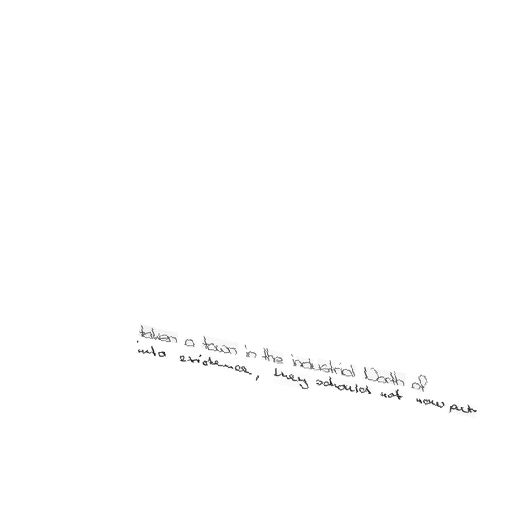 taken a town in the industrial North of
into existence, they should not now put